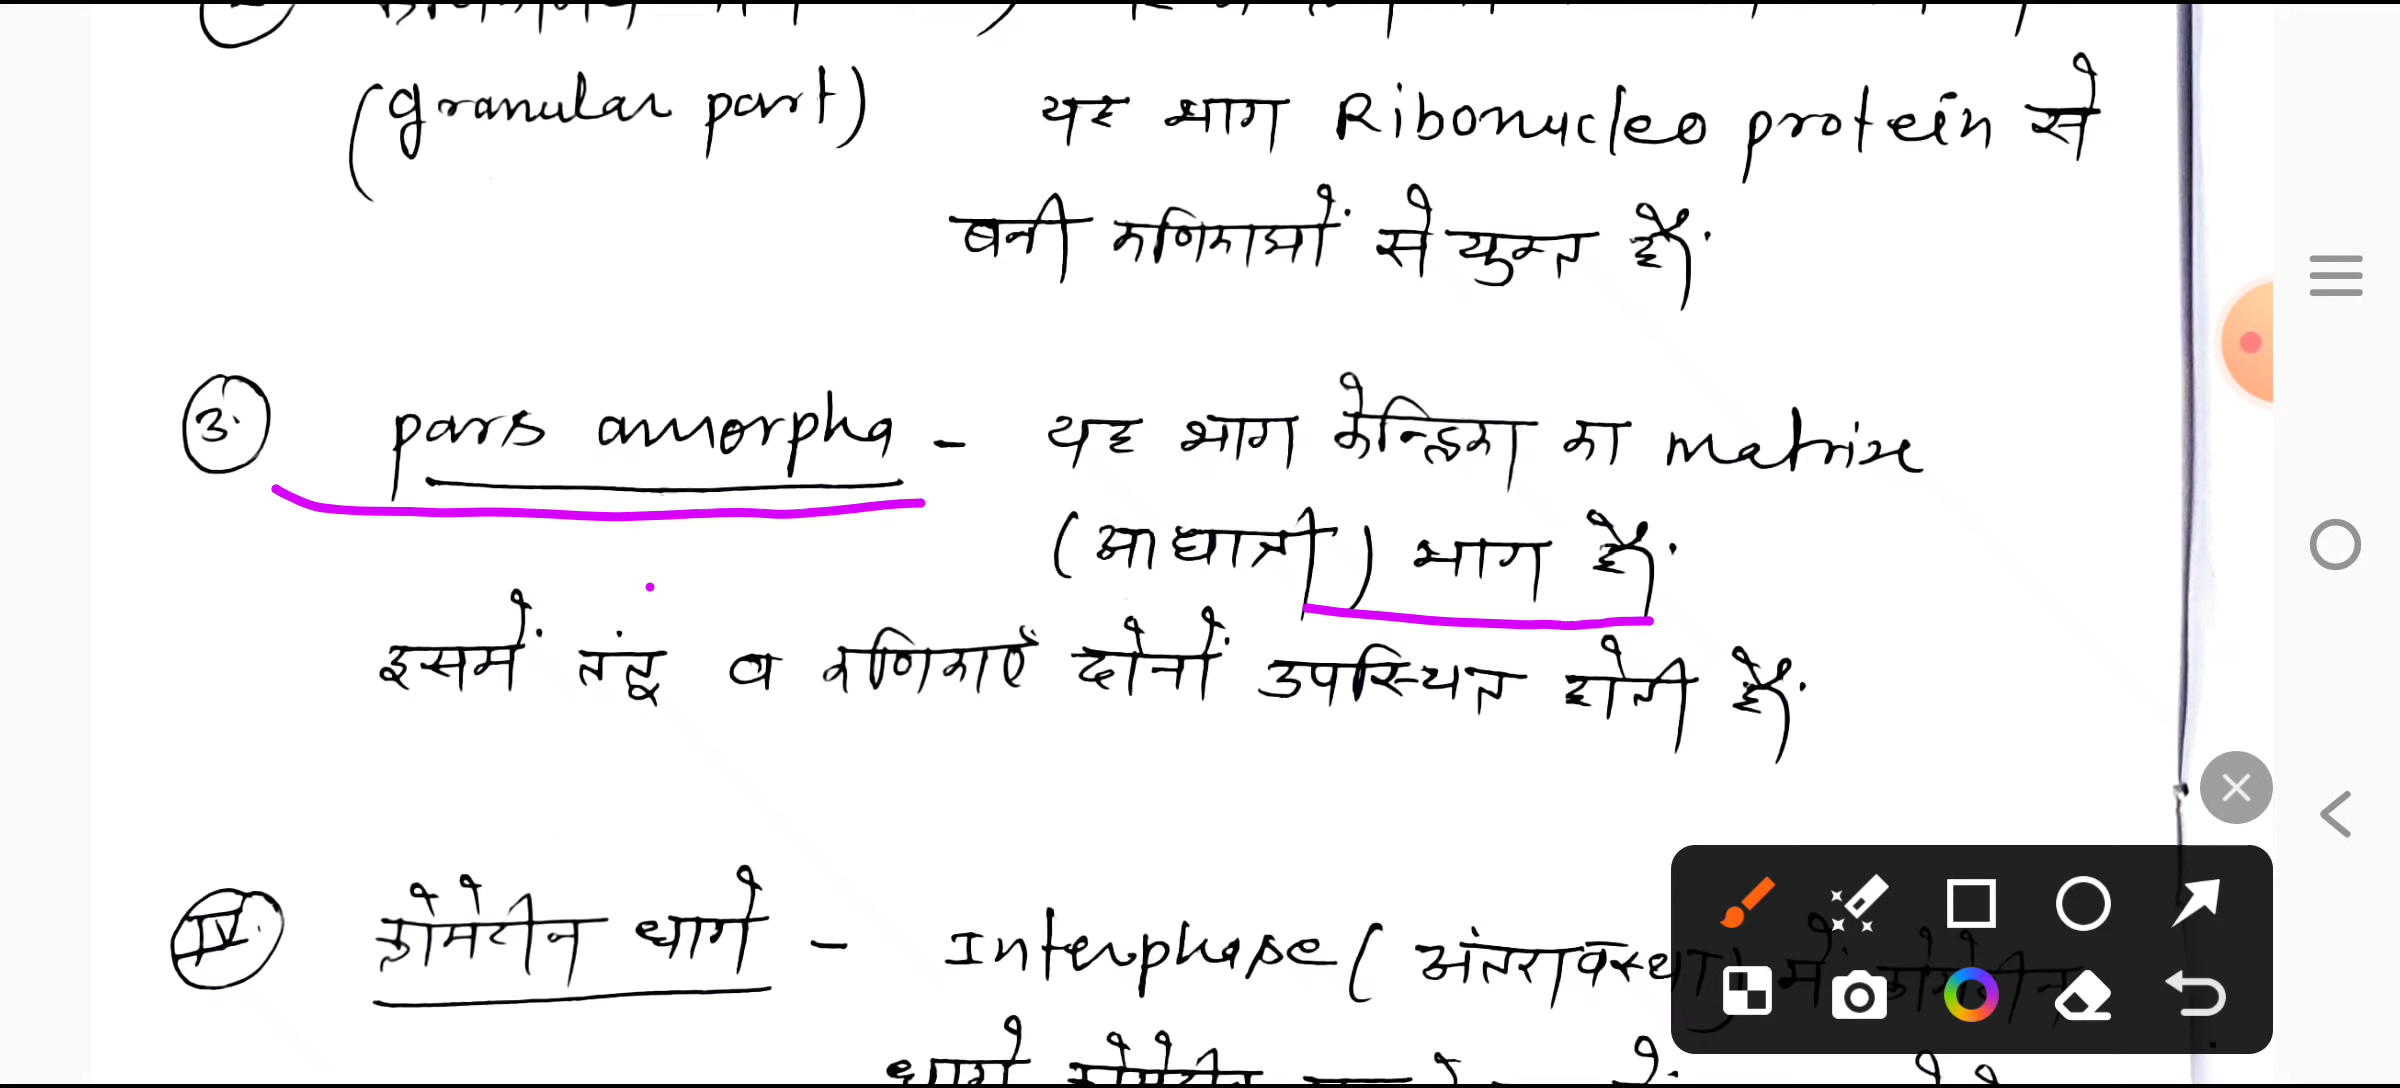 (granular part) यह भाग Ribonucleo protein से
बनी कणिकाओं से युक्त हैं.
3. pars amorpha - यह भाग केन्द्रिका का matrix
(आधात्री) भाग हैं.
इसमें तंतू व कणिकाएँ दोनों उपस्थित होती हैं.
IV. क्रोमेटीन धागे - Interphase (अंतरावस्था) में क्रोमेटीन
धागे